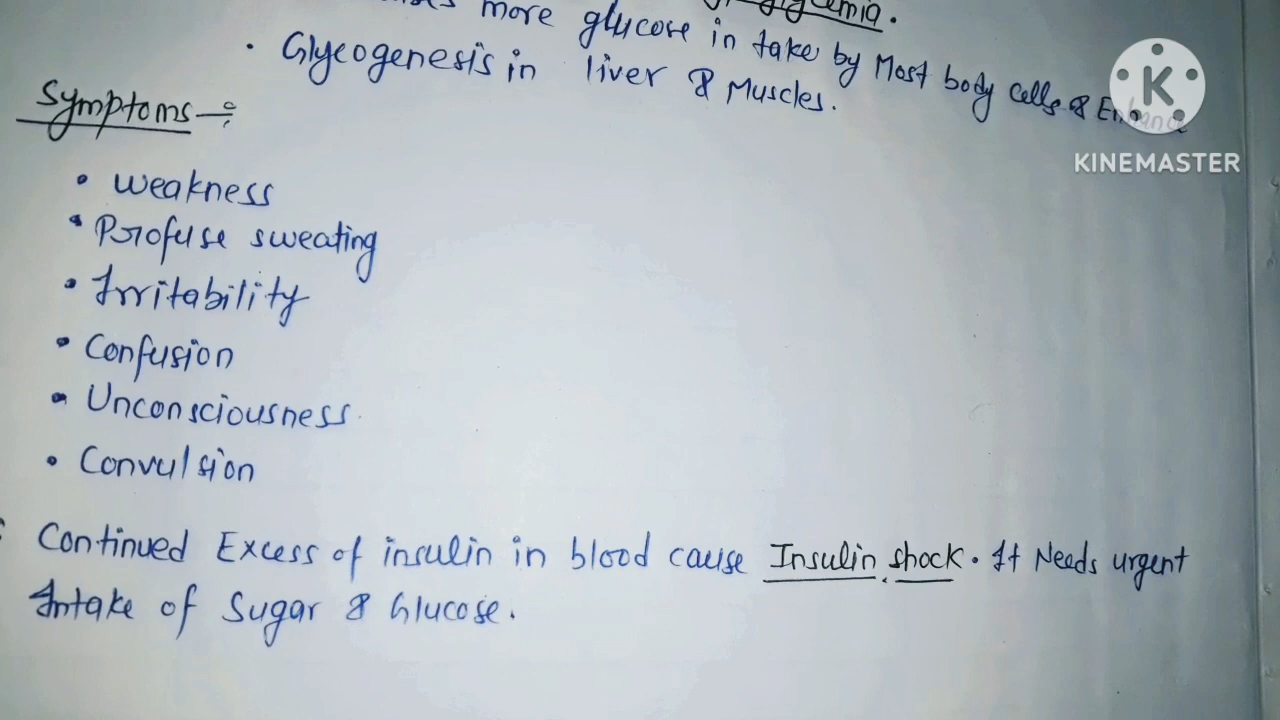 more glucose in take by Most body cells & Enhance
• Glycogenesis in liver & Muscles.
Symptoms :-
• weakness
• Profuse sweating
• Irritability
• Confusion
• Unconsciousness
• Convulsion
Continued Excess of insulin in blood cause Insulin shock. It Needs urgent
Intake of Sugar & Glucose.
K
KINEMASTER